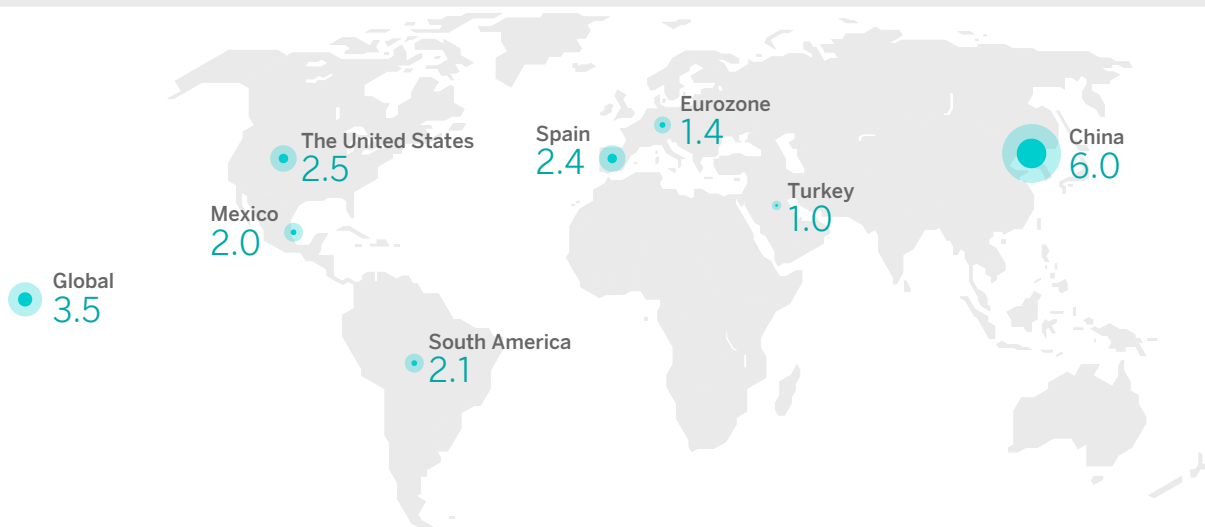 Eurozone
1.4
Spain
2.4
The United States
2.5
China
6.0
Turkey
1.0
Mexico
2.0
Global
3.5
South America
2.1